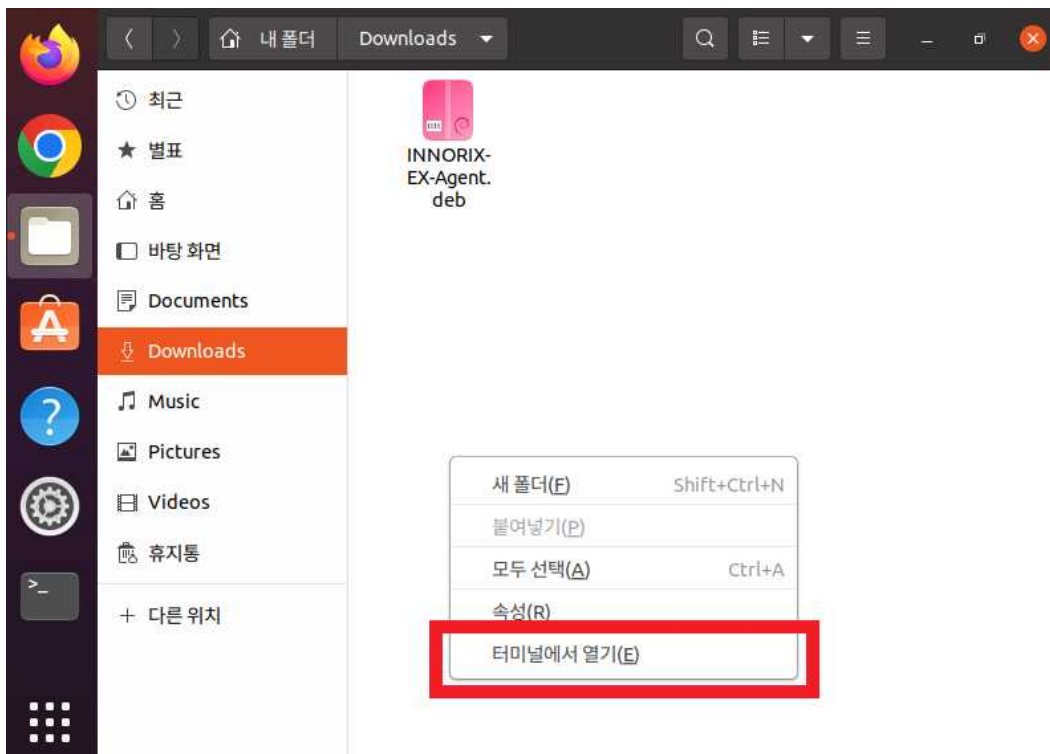 내 폴더 Downloads
최근
별표
홈
바탕 화면
Documents
Downloads
Music
Pictures
Videos
휴지통
+ 다른 위치
INNORIX-
EX-Agent.
deb
새 폴더(F) Shift+Ctrl+N
붙여넣기(P)
모두 선택(A) Ctrl+A
속성(R)
터미널에서 열기(E)